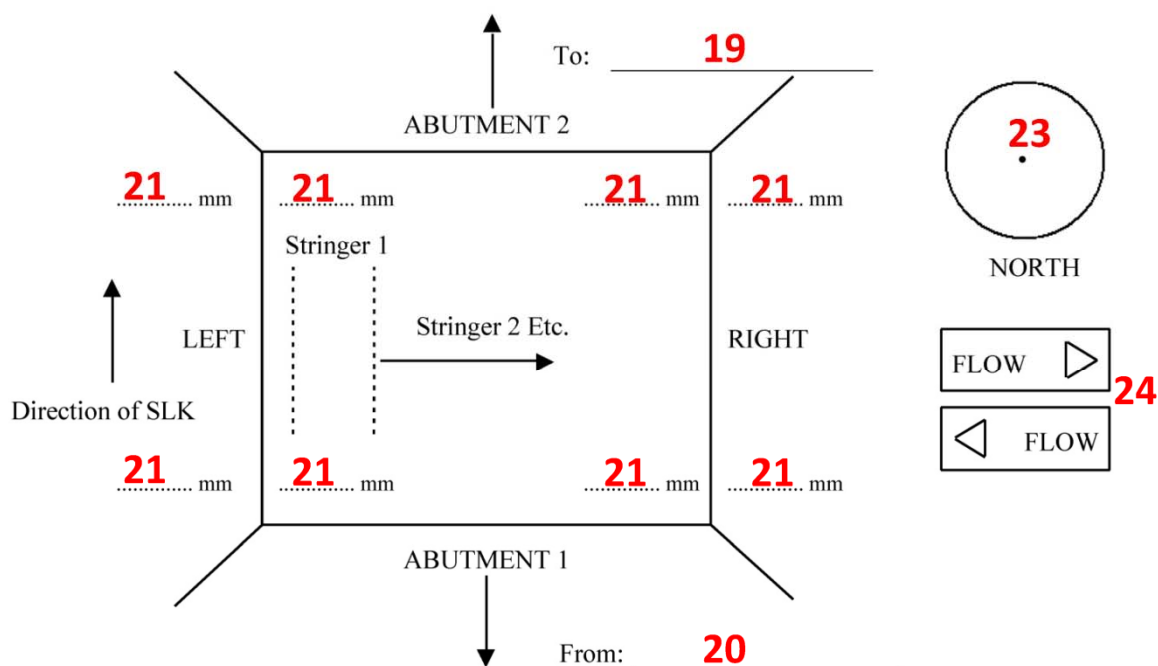 To: 19
ABUTMENT 2
23
21 mm
21 mm
21 mm
21 mm
Stringer 1
NORTH
LEFT
Stringer 2 Etc.
RIGHT
FLOW
24
Direction of SLK
FLOW
21 mm
21 mm
21 mm
21 mm
ABUTMENT 1
From: 20